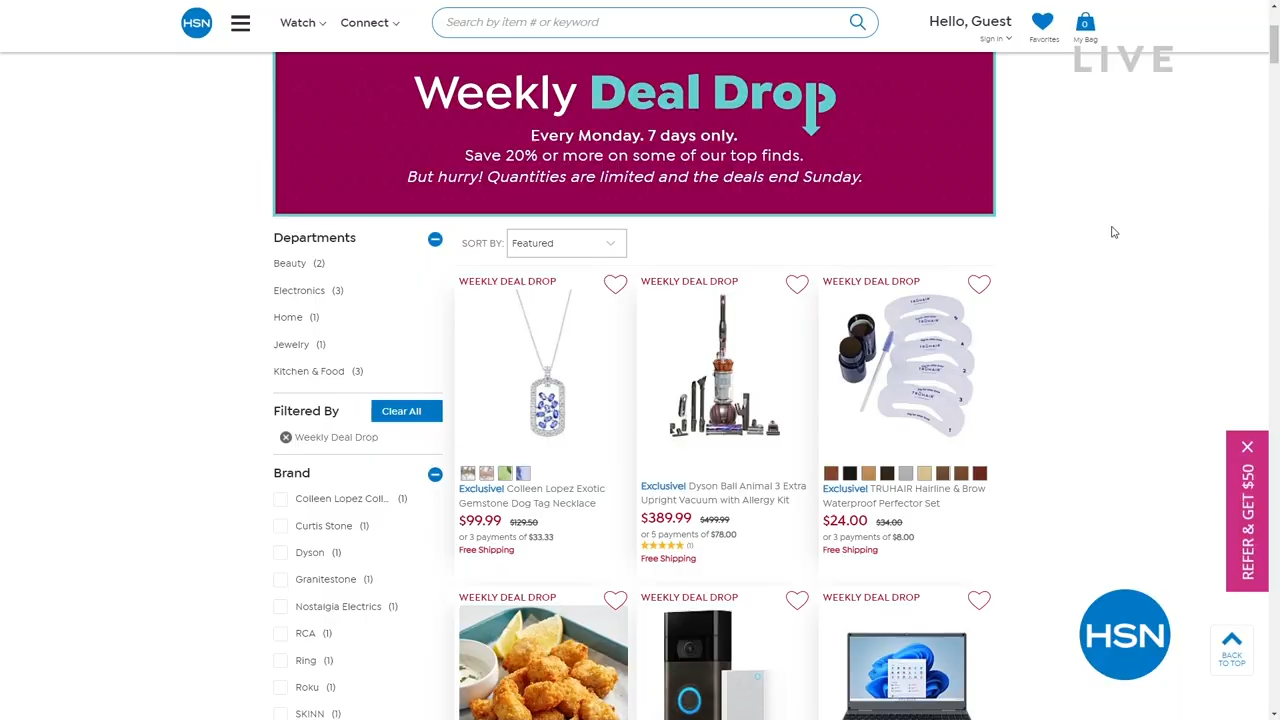 HSN
Watch
Connect
Search by item # or keyword
Hello, Guest
Sign In
Favorites
0
My Bag
LIVE
Weekly Deal Drop
Every Monday. 7 days only.
Save 20% or more on some of our top finds.
But hurry! Quantities are limited and the deals end Sunday.
Departments
Beauty (2)
Electronics (3)
Home (1)
Jewelry (1)
Kitchen & Food (3)
Filtered By
Clear All
Weekly Deal Drop
Brand
Colleen Lopez Coll... (1)
Curtis Stone (1)
Dyson (1)
Granitestone (1)
Nostalgia Electrics (1)
RCA (1)
Ring (1)
Roku (1)
SKINN (1)
SORT BY: Featured
WEEKLY DEAL DROP
Exclusive! Colleen Lopez Exotic
Gemstone Dog Tag Necklace
$99.99 $129.50
or 3 payments of $33.33
Free Shipping
WEEKLY DEAL DROP
Exclusive! Dyson Ball Animal 3 Extra
Upright Vacuum with Allergy Kit
$389.99 $499.99
or 5 payments of $78.00
(1)
Free Shipping
WEEKLY DEAL DROP
Exclusive! TRUHAIR Hairline & Brow
Waterproof Perfector Set
$24.00 $34.00
or 3 payments of $8.00
Free Shipping
WEEKLY DEAL DROP
WEEKLY DEAL DROP
WEEKLY DEAL DROP
REFER & GET $50
HSN
BACK
TO TOP